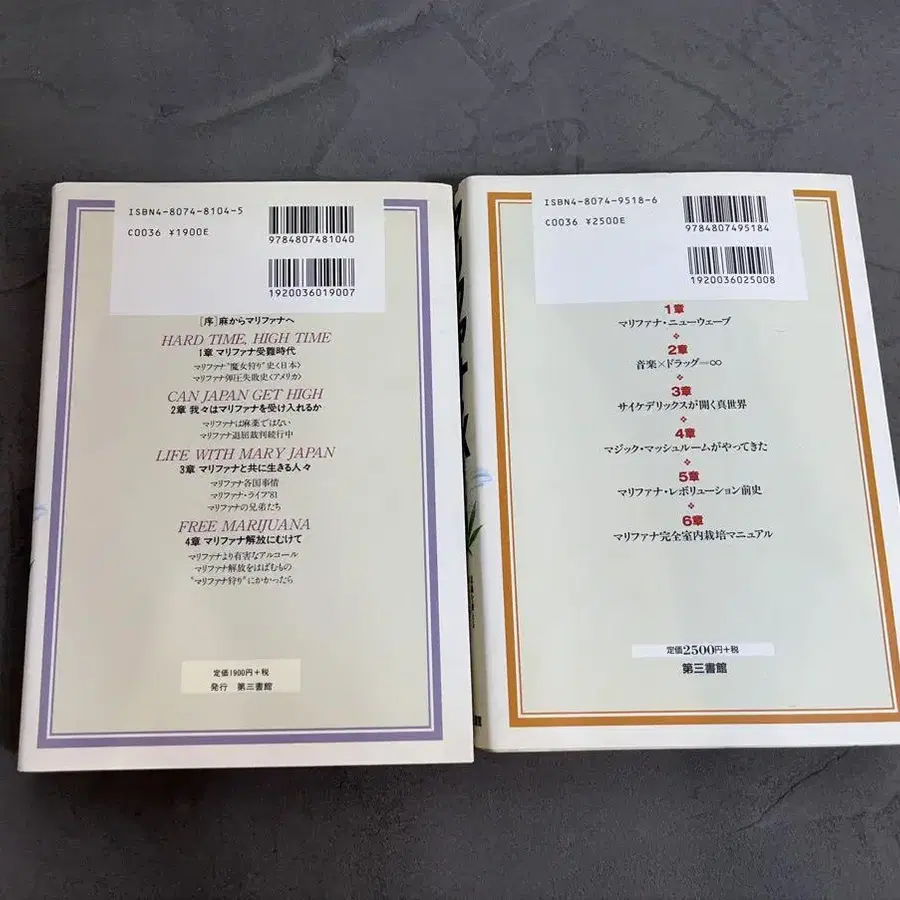 ISBN4-8074-8104-5
C0036 ¥1900E
9784807481040
1920036019007
[序]麻からマリファナへ
HARD TIME, HIGH TIME
1章 マリファナ受難時代
マリファナ“魔女狩り”史〈日本〉
マリファナ弾圧失敗史〈アメリカ〉
CAN JAPAN GET HIGH
2章 我々はマリファナを受け入れるか
マリファナは麻薬ではない
マリファナ退屈裁判続行中
LIFE WITH MARY JAPAN
3章 マリファナと共に生きる人々
マリファナ各国事情
マリファナ・ライフ'81
マリファナの兄弟たち
FREE MARIJUANA
4章 マリファナ解放にむけて
マリファナより有害なアルコール
マリファナ解放をはばむもの
“マリファナ狩り”にかかったら
定価1900円+税
発行 第三書館
ISBN4-8074-9518-6
C0036 ¥2500E
9784807495184
1920036025008
1章
マリファナ・ニューウェーブ
2章
音楽×ドラッグ=∞
3章
サイケデリックスが開く真世界
4章
マジック・マッシュルームがやってきた
5章
マリファナ・レボリューション前史
6章
マリファナ完全室内栽培マニュアル
定価2500円+税
第三書館